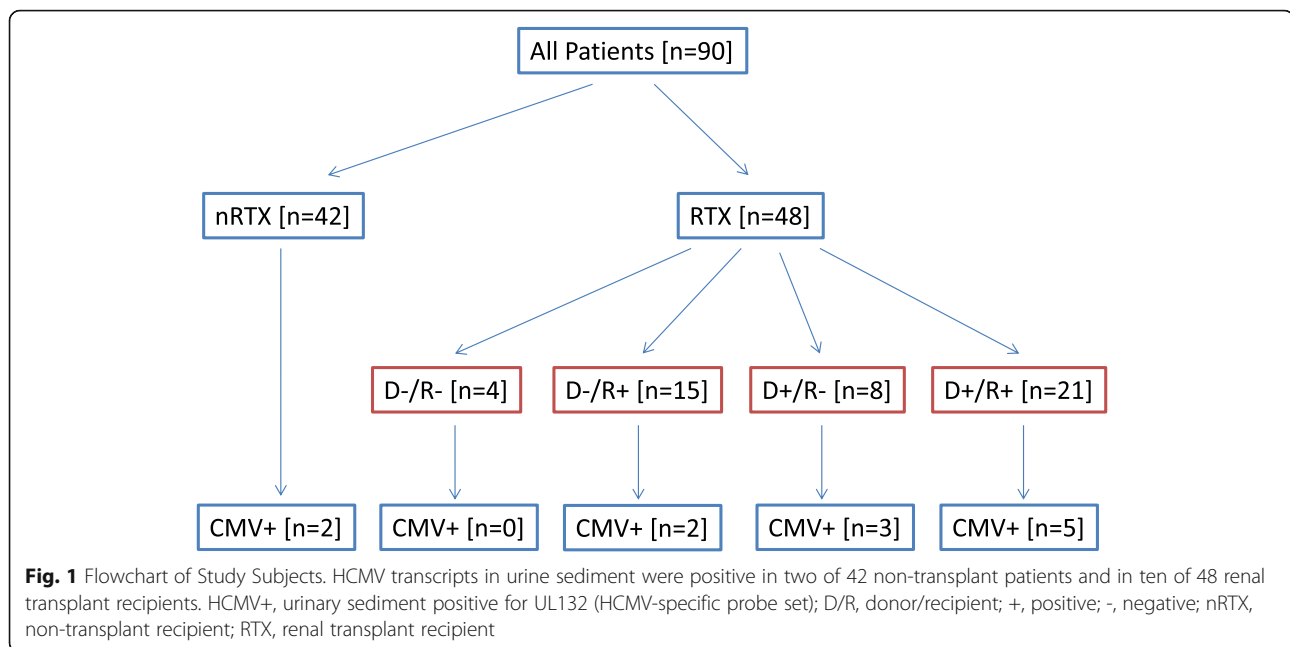 All Patients [n=90]
nRTX [n=42]
RTX [n=48]
D-/R- [n=4]
D-/R+ [n=15]
D+/R- [n=8]
D+/R+ [n=21]
CMV+ [n=2]
CMV+ [n=0]
CMV+ [n=2]
CMV+ [n=3]
CMV+ [n=5]
Fig. 1 Flowchart of Study Subjects. HCMV transcripts in urine sediment were positive in two of 42 non-transplant patients and in ten of 48 renal
transplant recipients. HCMV+, urinary sediment positive for UL132 (HCMV-specific probe set); D/R, donor/recipient; +, positive; -, negative; nRTX,
non-transplant recipient; RTX, renal transplant recipient